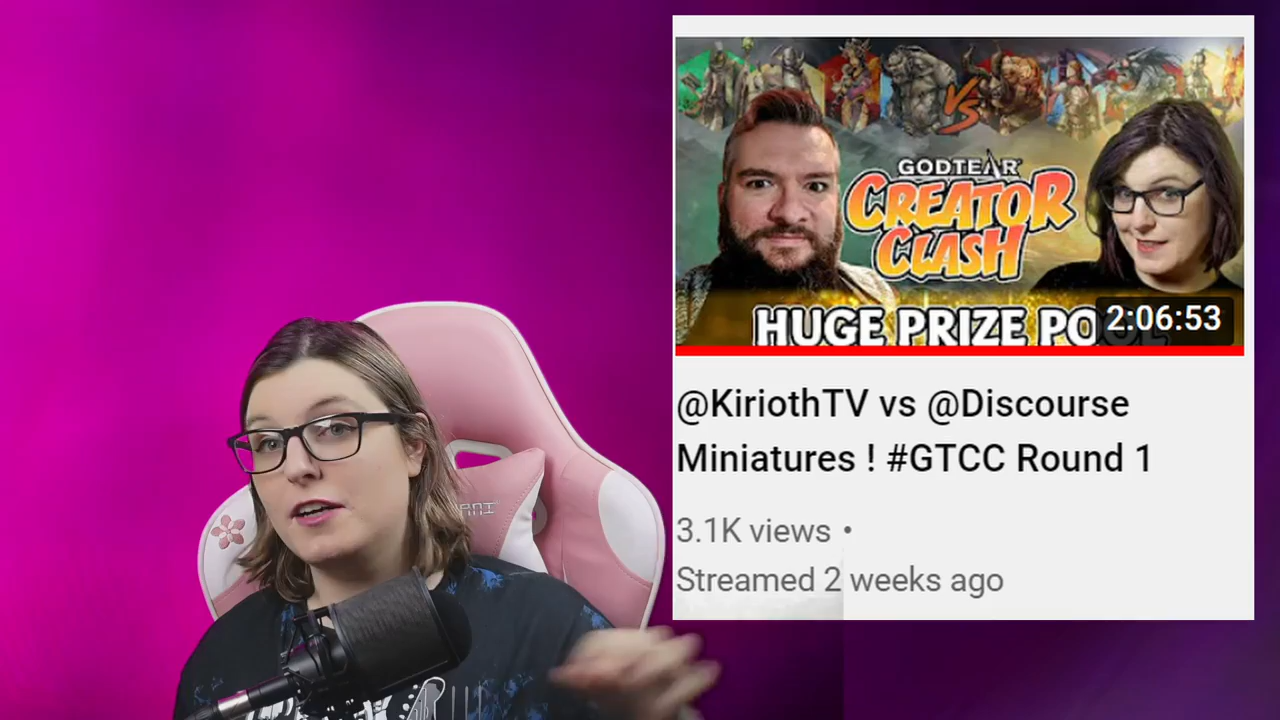 VS
GODTEAR
CREATOR
CLASH
HUGE PRIZE PO
2:06:53
@KiriothTV vs @Discourse
Miniatures ! #GTCC Round 1
3.1K views •
Streamed 2 weeks ago